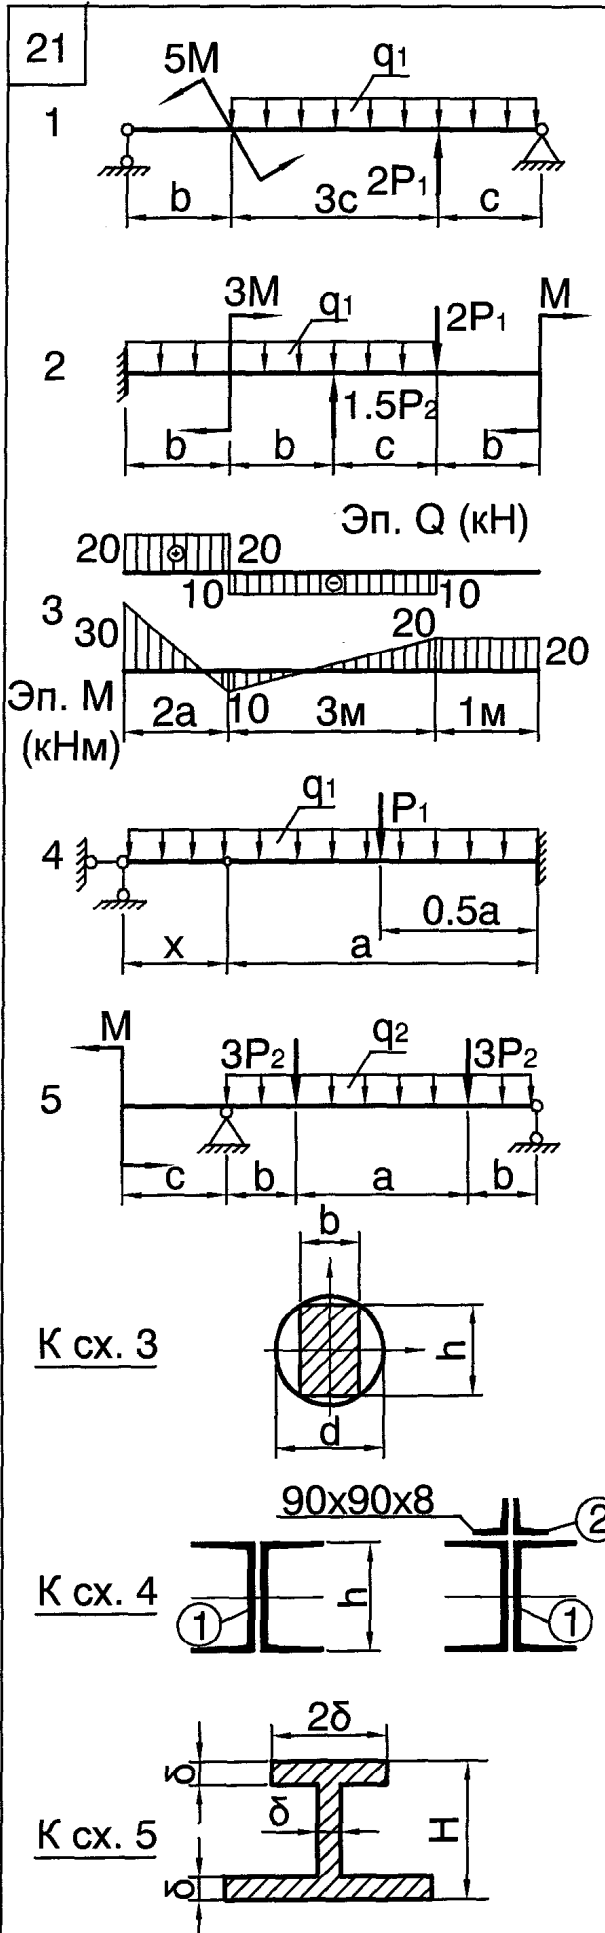 21
5M q₁
1
2P₁
b 3c c
3M q₁ 2P₁ M
2
1.5P₂
b b c b
Эп. Q (кН)
20 20
10 10
3
30 20 20
Эп. М 10
(кНм)
2a 3м 1м
q₁ P₁
4
0.5a
x a
M 3P₂ q₂ 3P₂
5
c b a b
b
К сх. 3 h
d
90x90x8 2
К сх. 4 1 h 1
2δ
δ
К сх. 5 δ H
δ